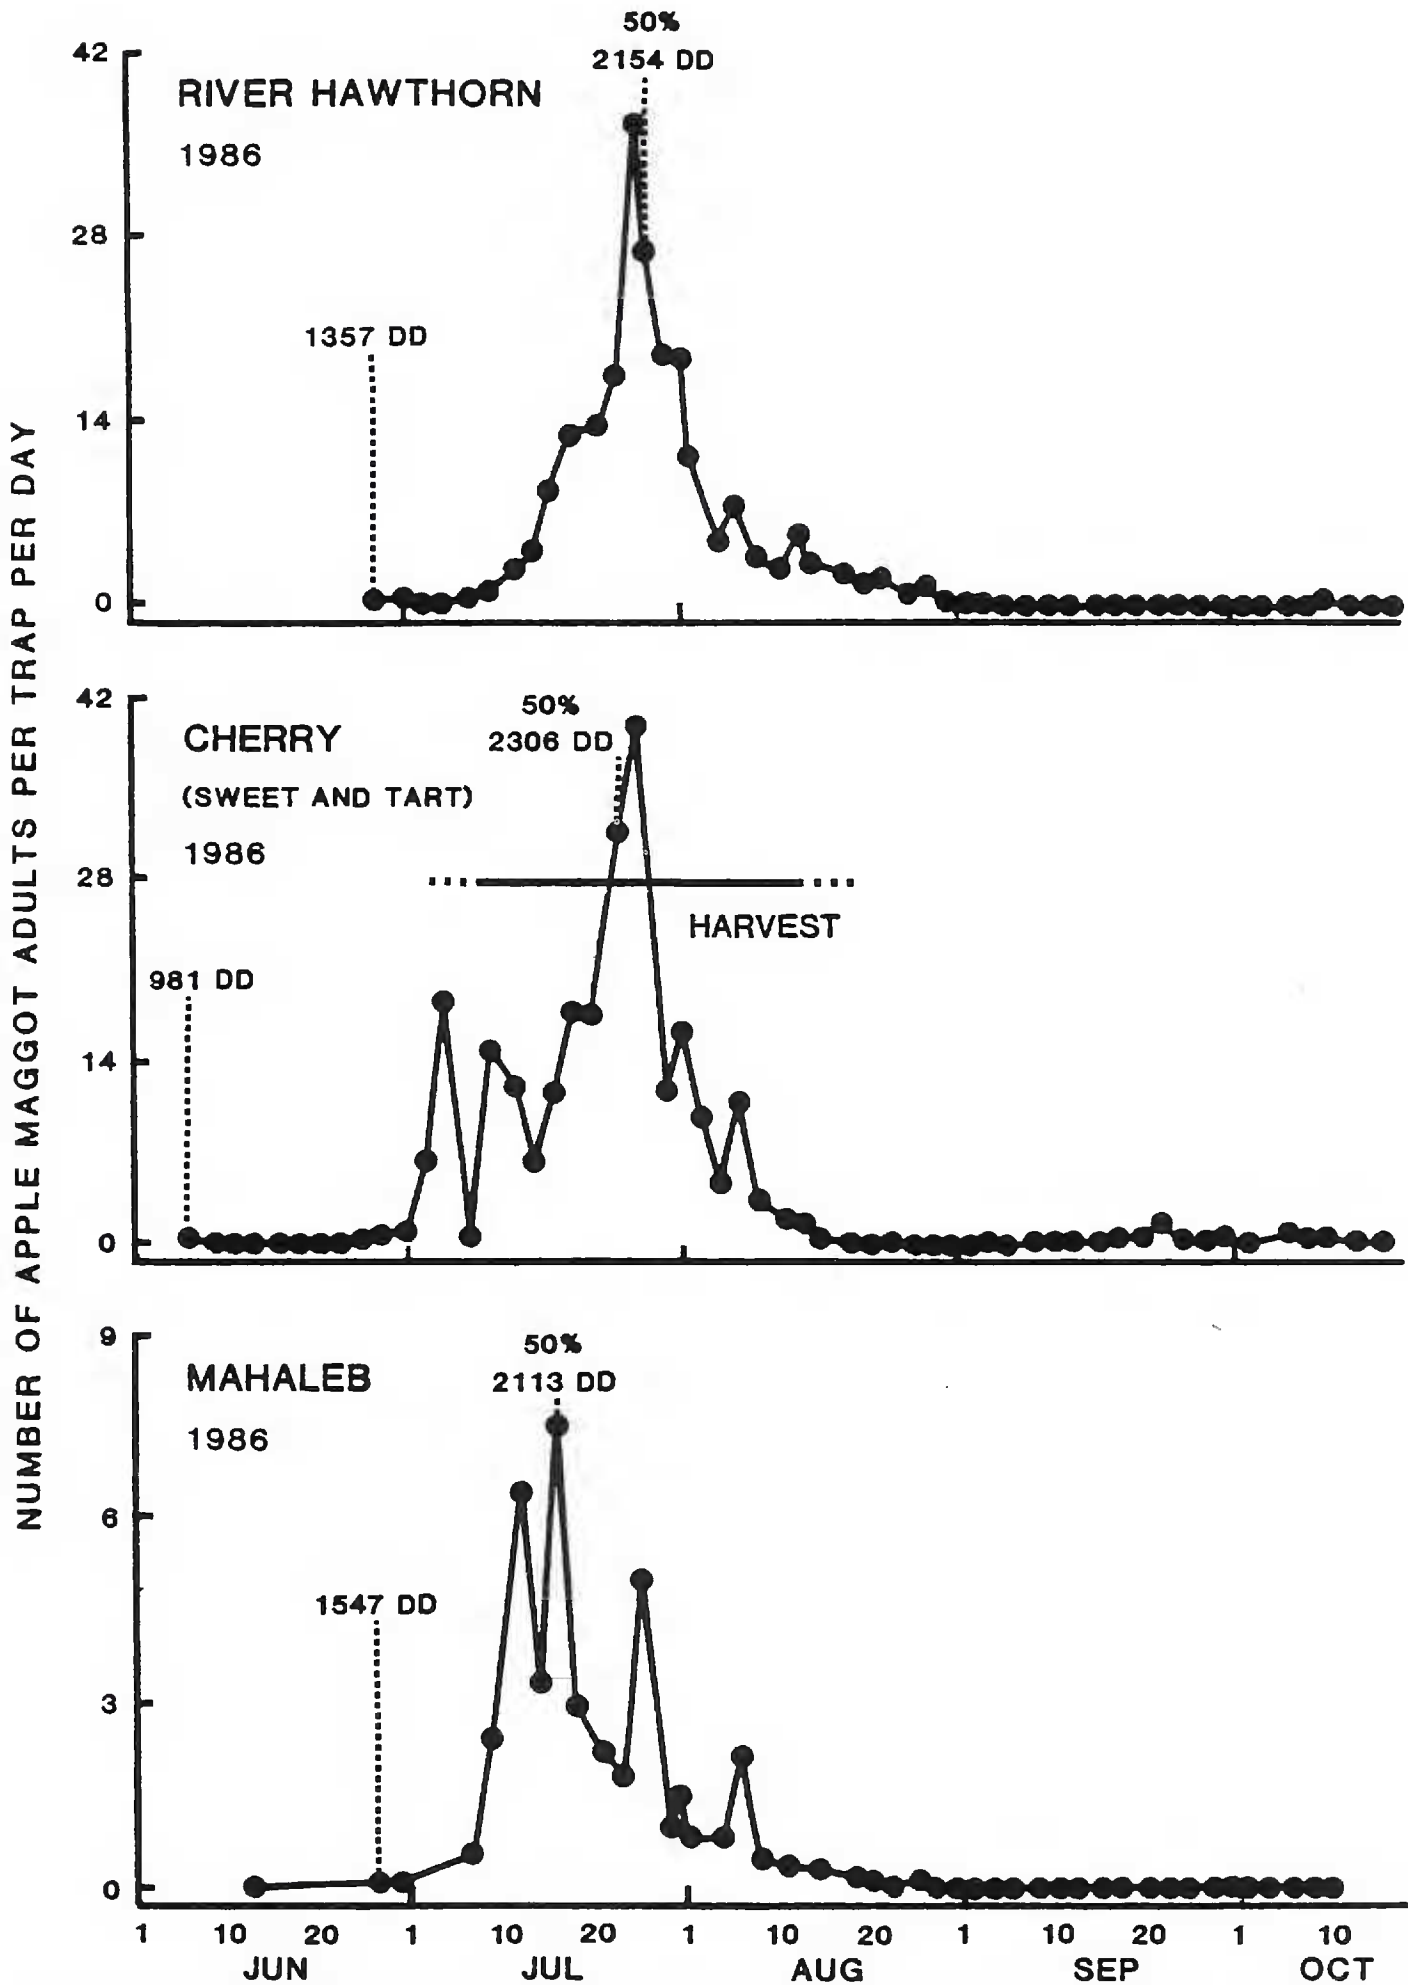 NUMBER OF APPLE MAGGOT ADULTS PER TRAP PER DAY
50%
42
2154 DD
RIVER HAWTHORN
1986
28
1357 DD
14
0
42
50%
CHERRY
2306 DD
(SWEET AND TART)
1986
28
HARVEST
981 DD
14
0
9
50%
MAHALEB
2113 DD
1986
6
1547 DD
3
0
1 10 20 1 10 20 1 10 20 1 10 20 1 10
JUN JUL AUG SEP OCT